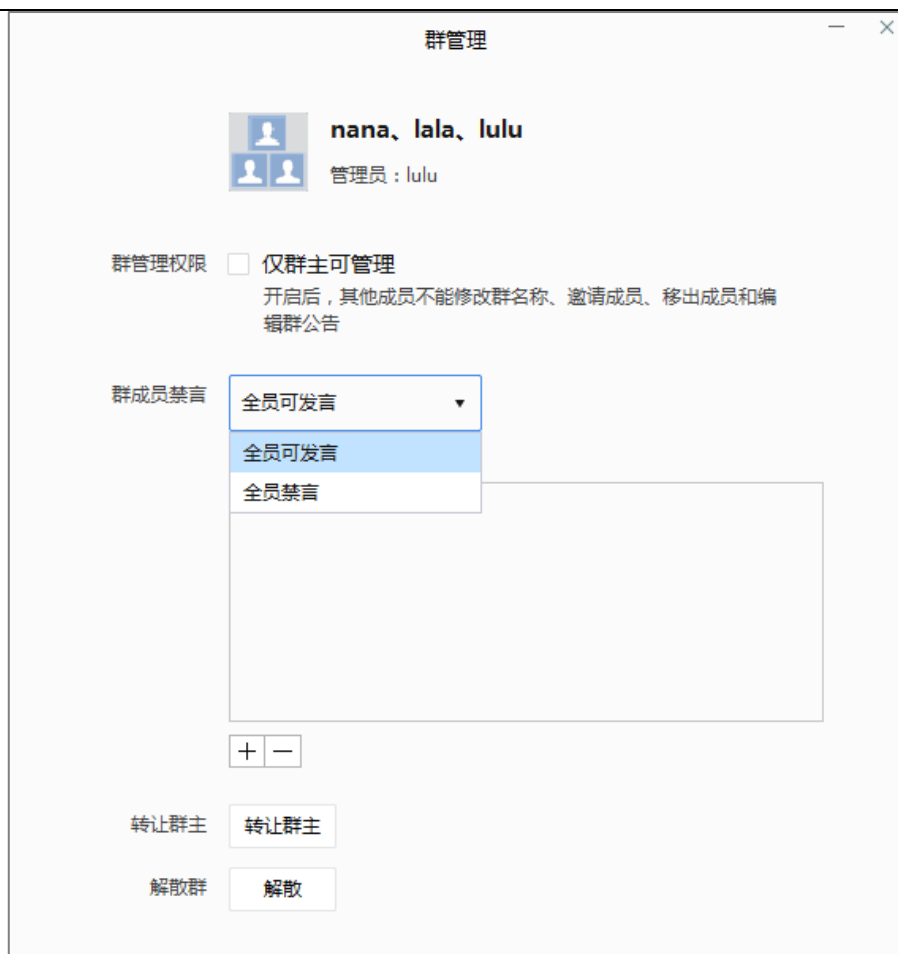 群管理
nana、lala、lulu
管理员：lulu
群管理权限 仅群主可管理
开启后，其他成员不能修改群名称、邀请成员、移出成员和编
辑群公告
群成员禁言 全员可发言
全员可发言
全员禁言
转让群主 转让群主
解散群 解散